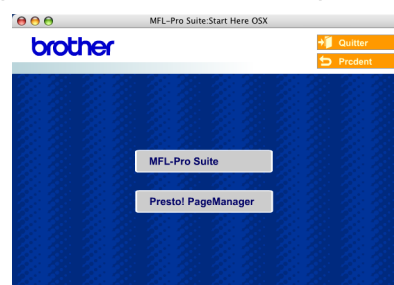 MFL-Pro Suite:Start Here OSX
brother
Quitter
Prcdent
MFL-Pro Suite
Presto! PageManager